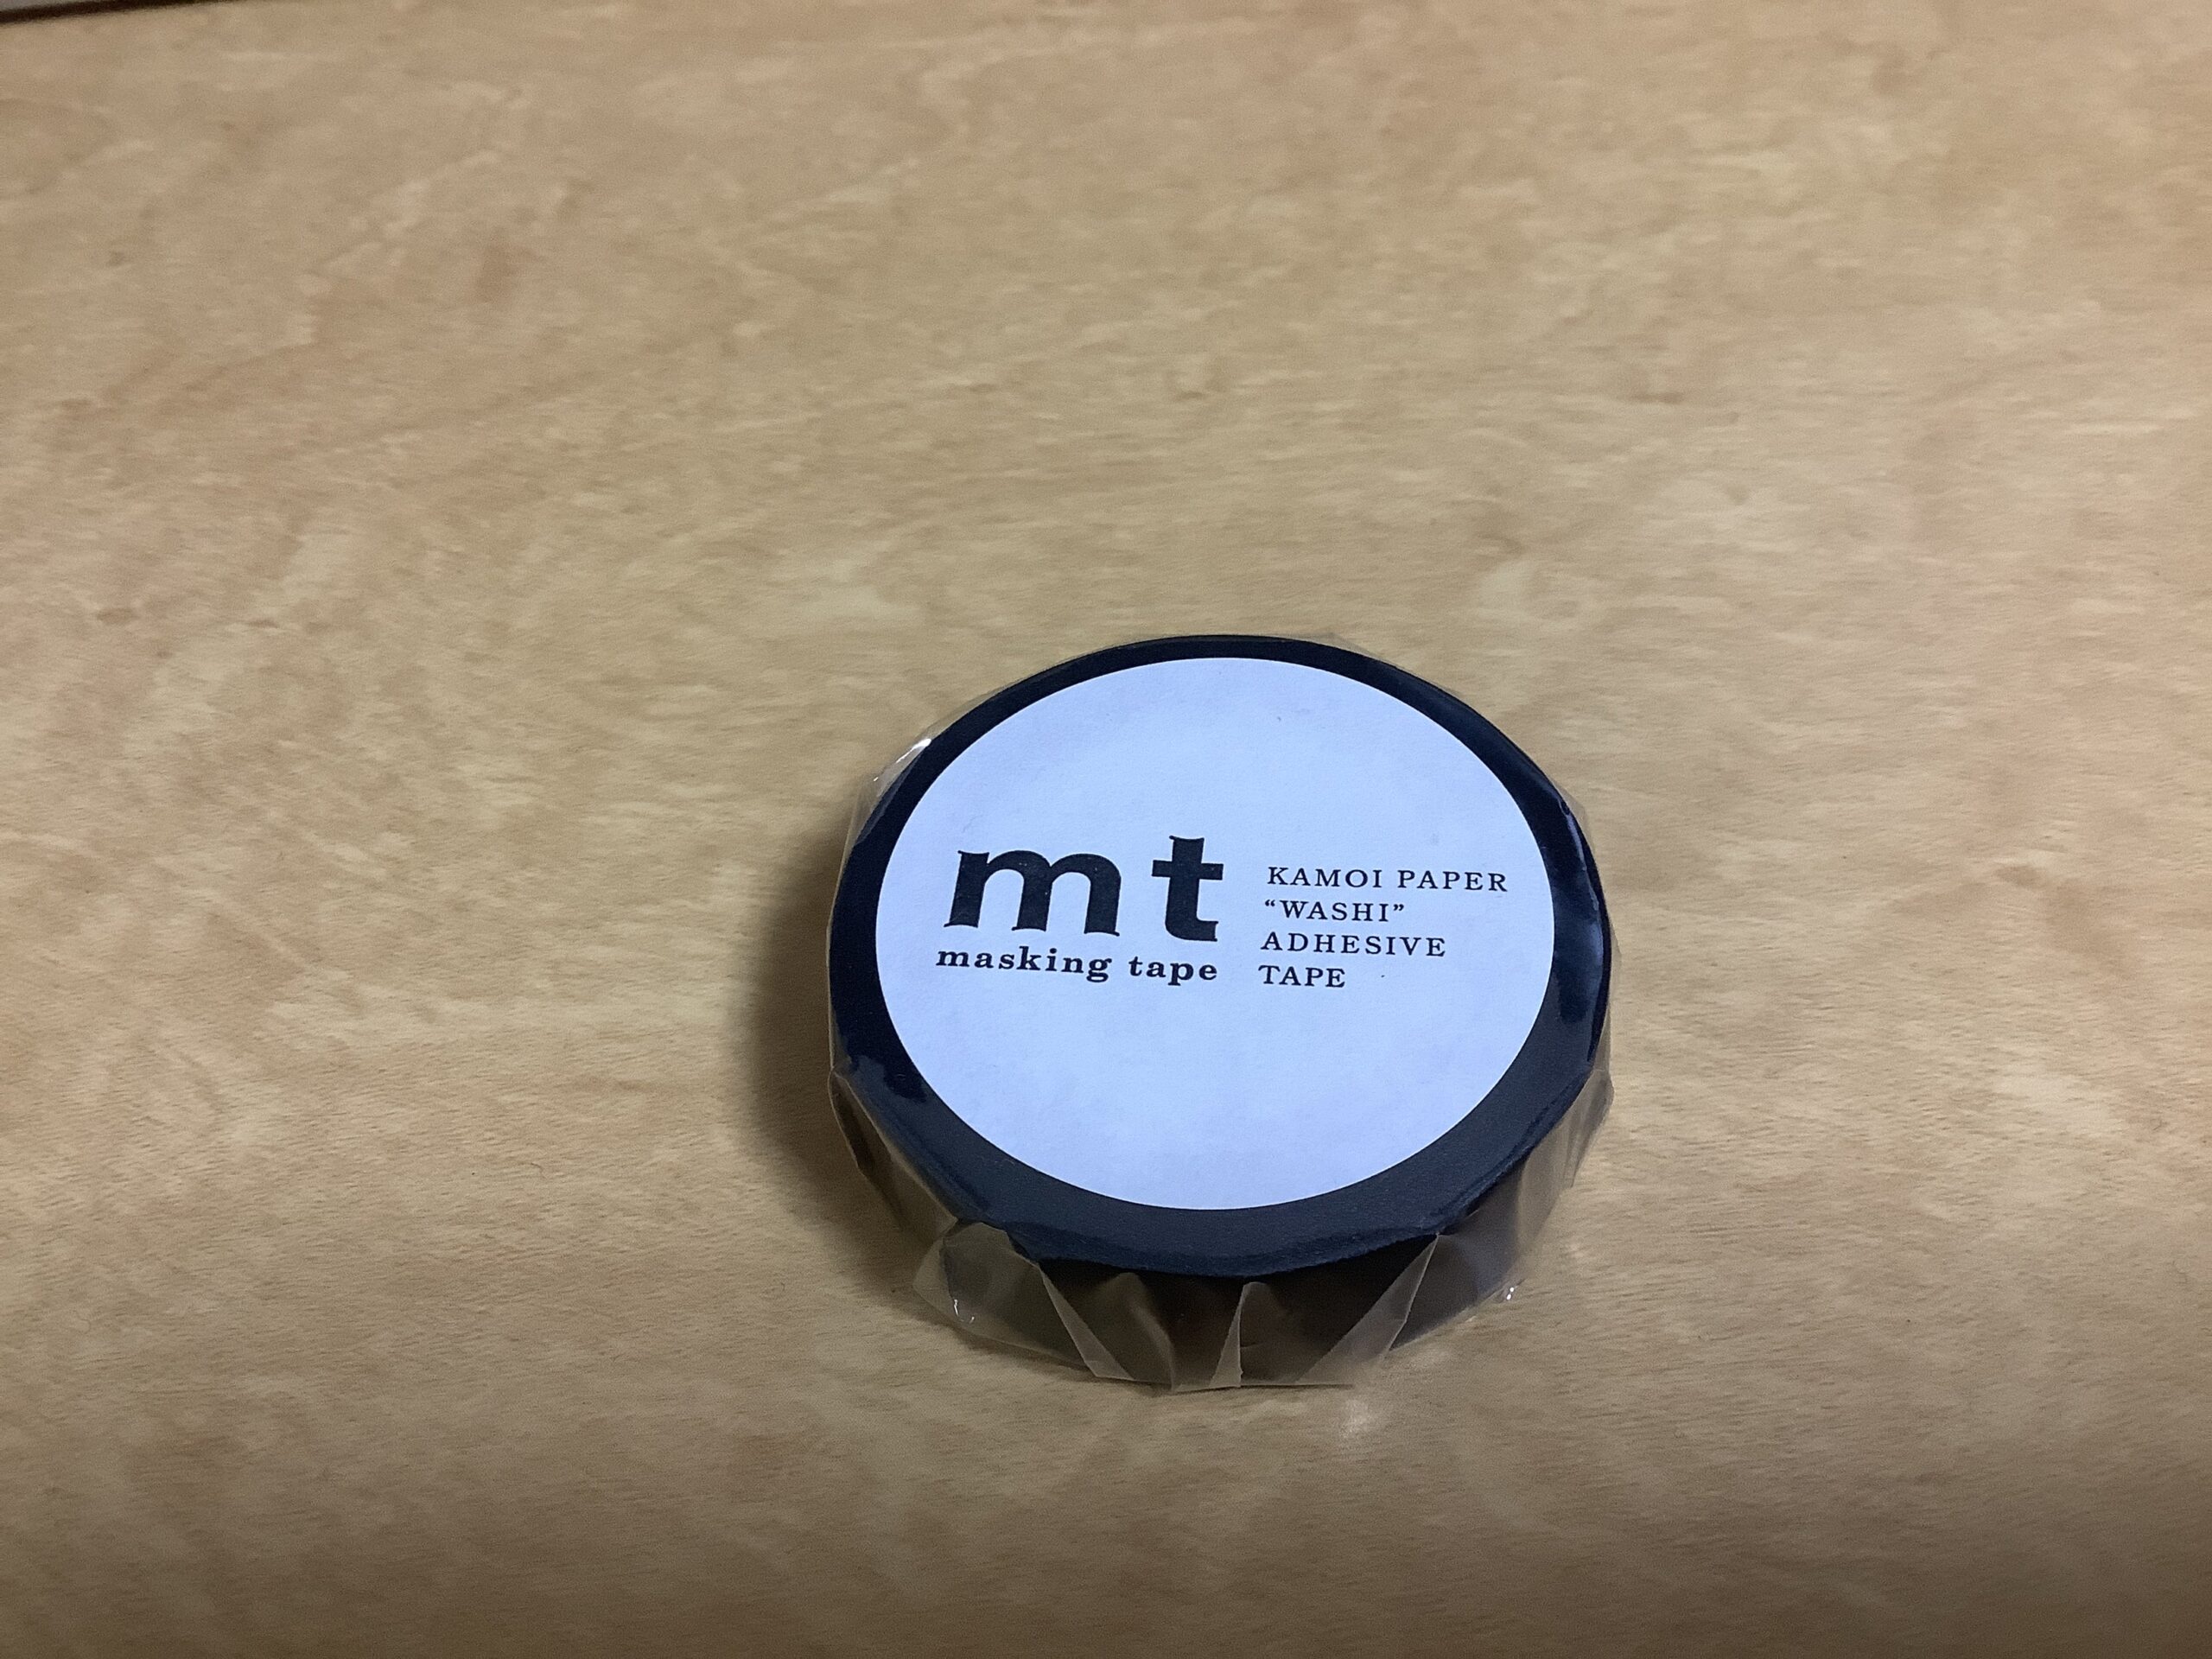 mt
masking tape
KAMOI PAPER
“WASHI”
ADHESIVE
TAPE